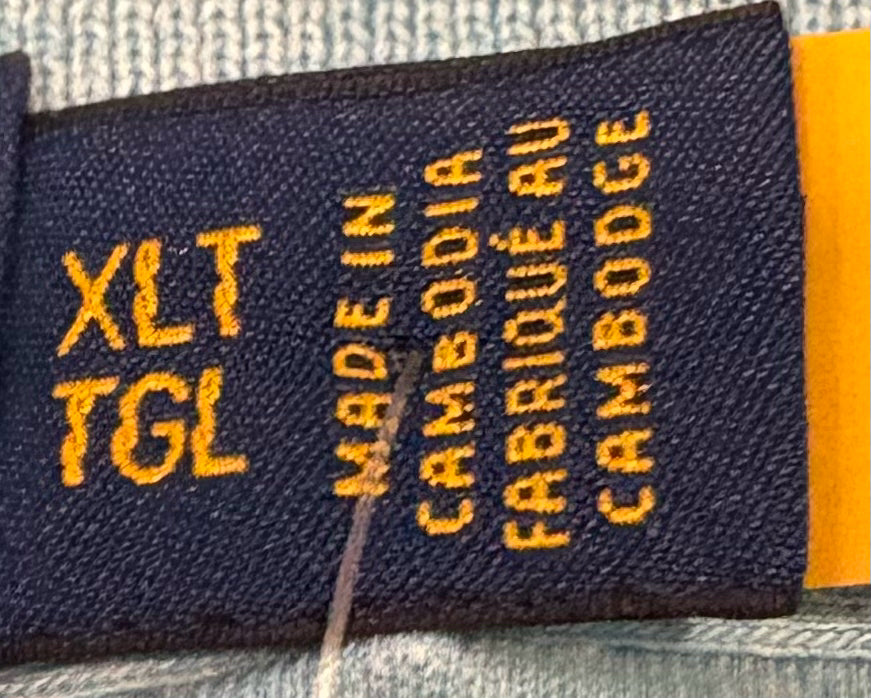 XLT
TGL
MADE IN
CAMBODIA
FABRIQUÉ AU
CAMBODGE